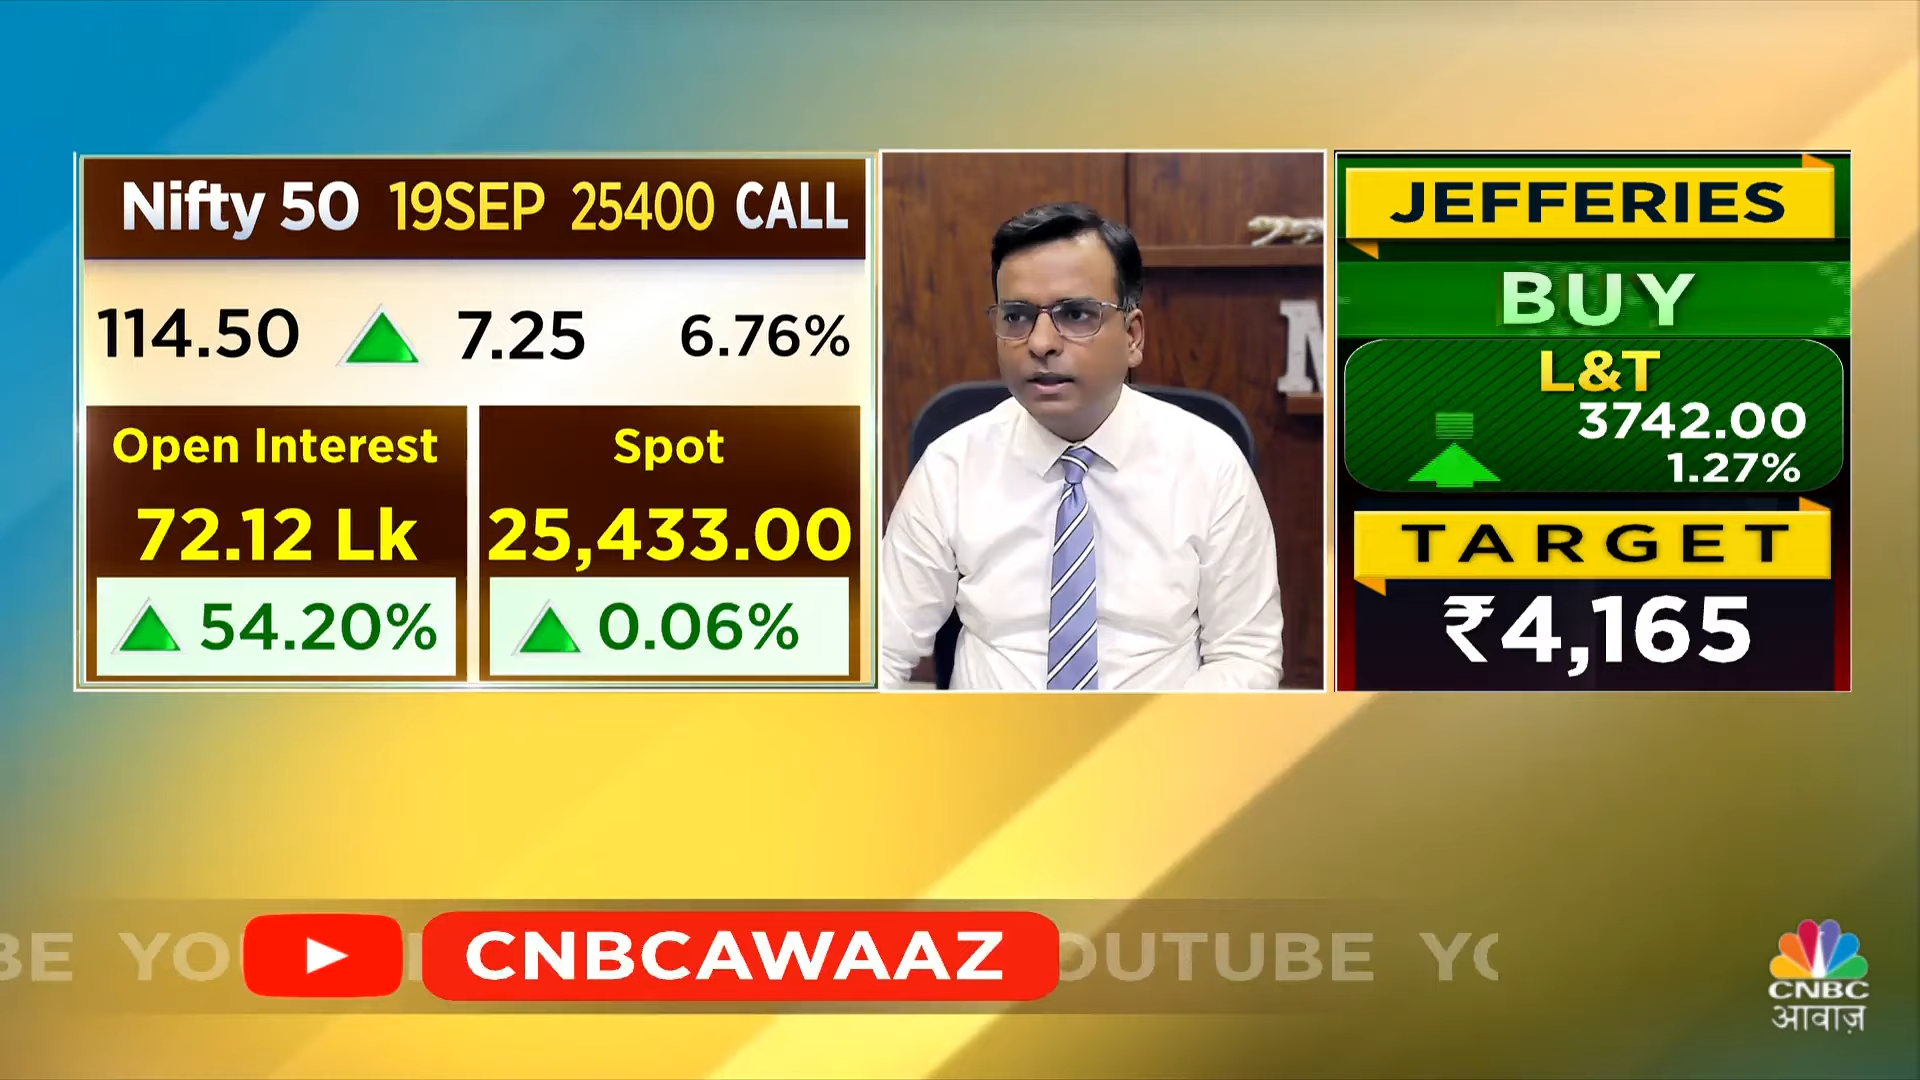 Nifty 50 19SEP 25400 CALL
114.50 7.25 6.76%
Open Interest
72.12 Lk
54.20%
Spot
25,433.00
0.06%
JEFFERIES
BUY
L&T
3742.00
1.27%
TARGET
₹4,165
CNBCAWAAZ
OUTUBE
CNBC
आवाज़